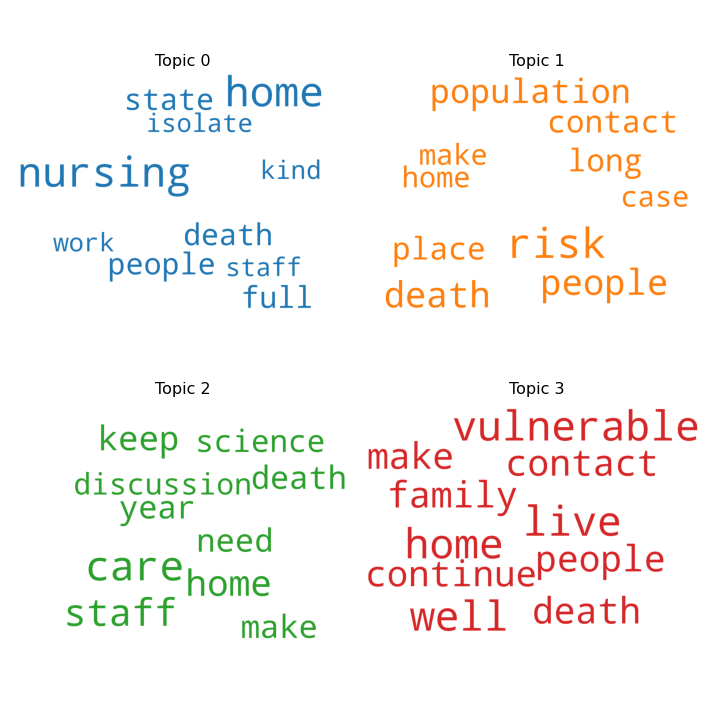 Topic 0
home
state
isolate
nursing
kind
work
death
people
staff
full
Topic 1
population
contact
make
long
home
case
place
risk
people
death
Topic 2
keep
science
discussion
death
year
need
care
home
staff
make
Topic 3
vulnerable
make
contact
family
live
home
people
continue
well
death